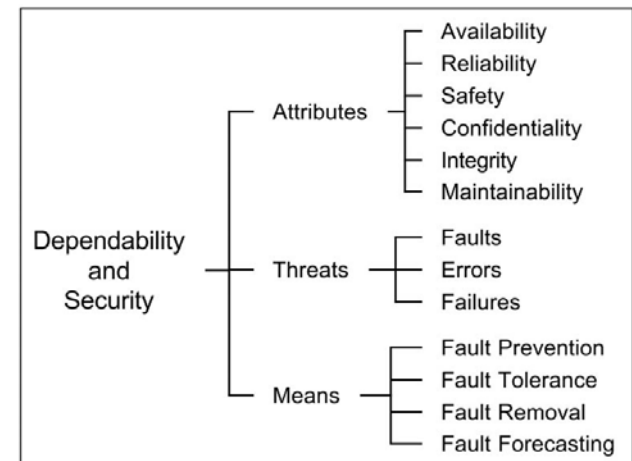 Dependability
and
Security
Attributes
Availability
Reliability
Safety
Confidentiality
Integrity
Maintainability
Threats
Faults
Errors
Failures
Means
Fault Prevention
Fault Tolerance
Fault Removal
Fault Forecasting